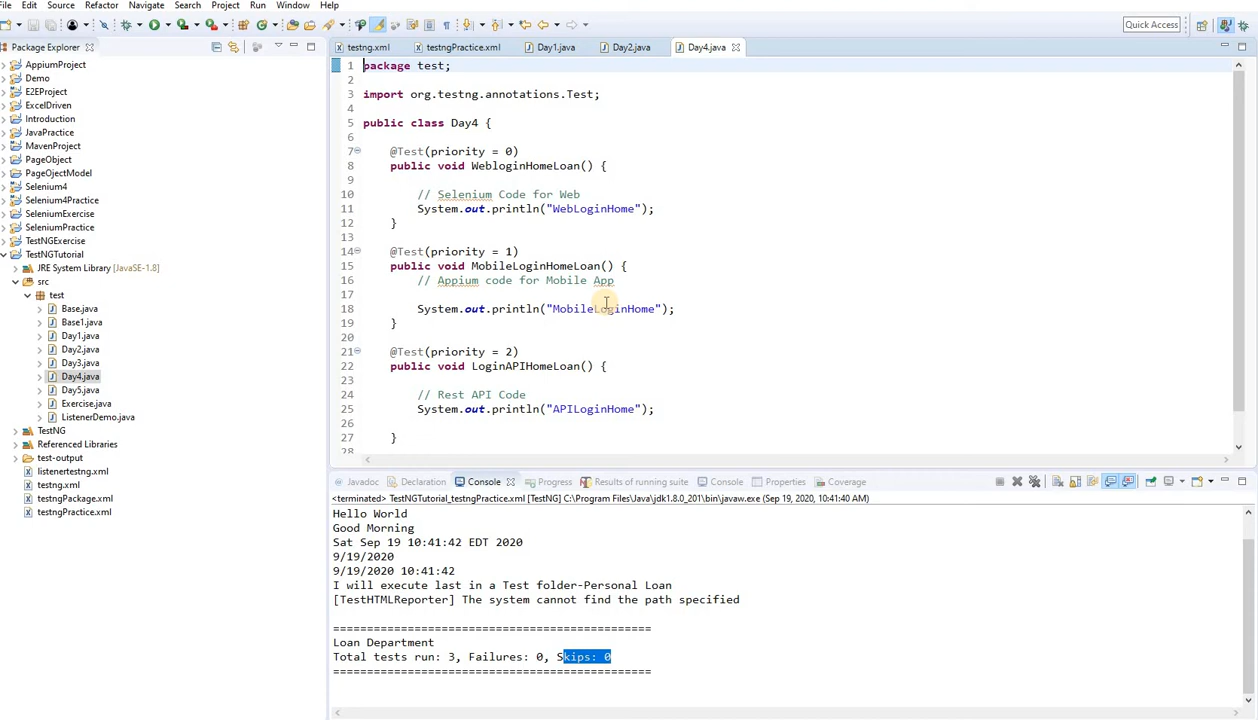 File Edit Source Refactor Navigate Search Project Run Window Help
Quick Access
Package Explorer
testng.xml testngPractice.xml Day1.java Day2.java Day4.java
AppiumProject
Demo
E2EProject
ExcelDriven
Introduction
JavaPractice
MavenProject
PageObject
PageOjectModel
Selenium4
Selenium4Practice
SeleniumExercise
SeleniumPractice
TestNGExercise
TestNGTutorial
JRE System Library [JavaSE-1.8]
src
test
Base.java
Base1.java
Day1.java
Day2.java
Day3.java
Day4.java
Day5.java
Exercise.java
ListenerDemo.java
TestNG
Referenced Libraries
test-output
listenertestng.xml
testng.xml
testngPackage.xml
testngPractice.xml
1 package test;
2
3 import org.testng.annotations.Test;
4
5 public class Day4 {
6
7 @Test(priority = 0)
8 public void WebloginHomeLoan() {
9
10 // Selenium Code for Web
11 System.out.println("WebLoginHome");
12 }
13
14 @Test(priority = 1)
15 public void MobileLoginHomeLoan() {
16 // Appium code for Mobile App
17
18 System.out.println("MobileLoginHome");
19 }
20
21 @Test(priority = 2)
22 public void LoginAPIHomeLoan() {
23
24 // Rest API Code
25 System.out.println("APILoginHome");
26
27 }
28
Javadoc Declaration Console Progress Results of running suite Console Properties Coverage
<terminated> TestNGTutorial_testngPractice.xml [TestNG] C:\Program Files\Java\jdk1.8.0_201\bin\javaw.exe (Sep 19, 2020, 10:41:40 AM)
Hello World
Good Morning
Sat Sep 19 10:41:42 EDT 2020
9/19/2020
9/19/2020 10:41:42
I will execute last in a Test folder-Personal Loan
[TestHTMLReporter] The system cannot find the path specified
===============================================
Loan Department
Total tests run: 3, Failures: 0, Skips: 0
===============================================